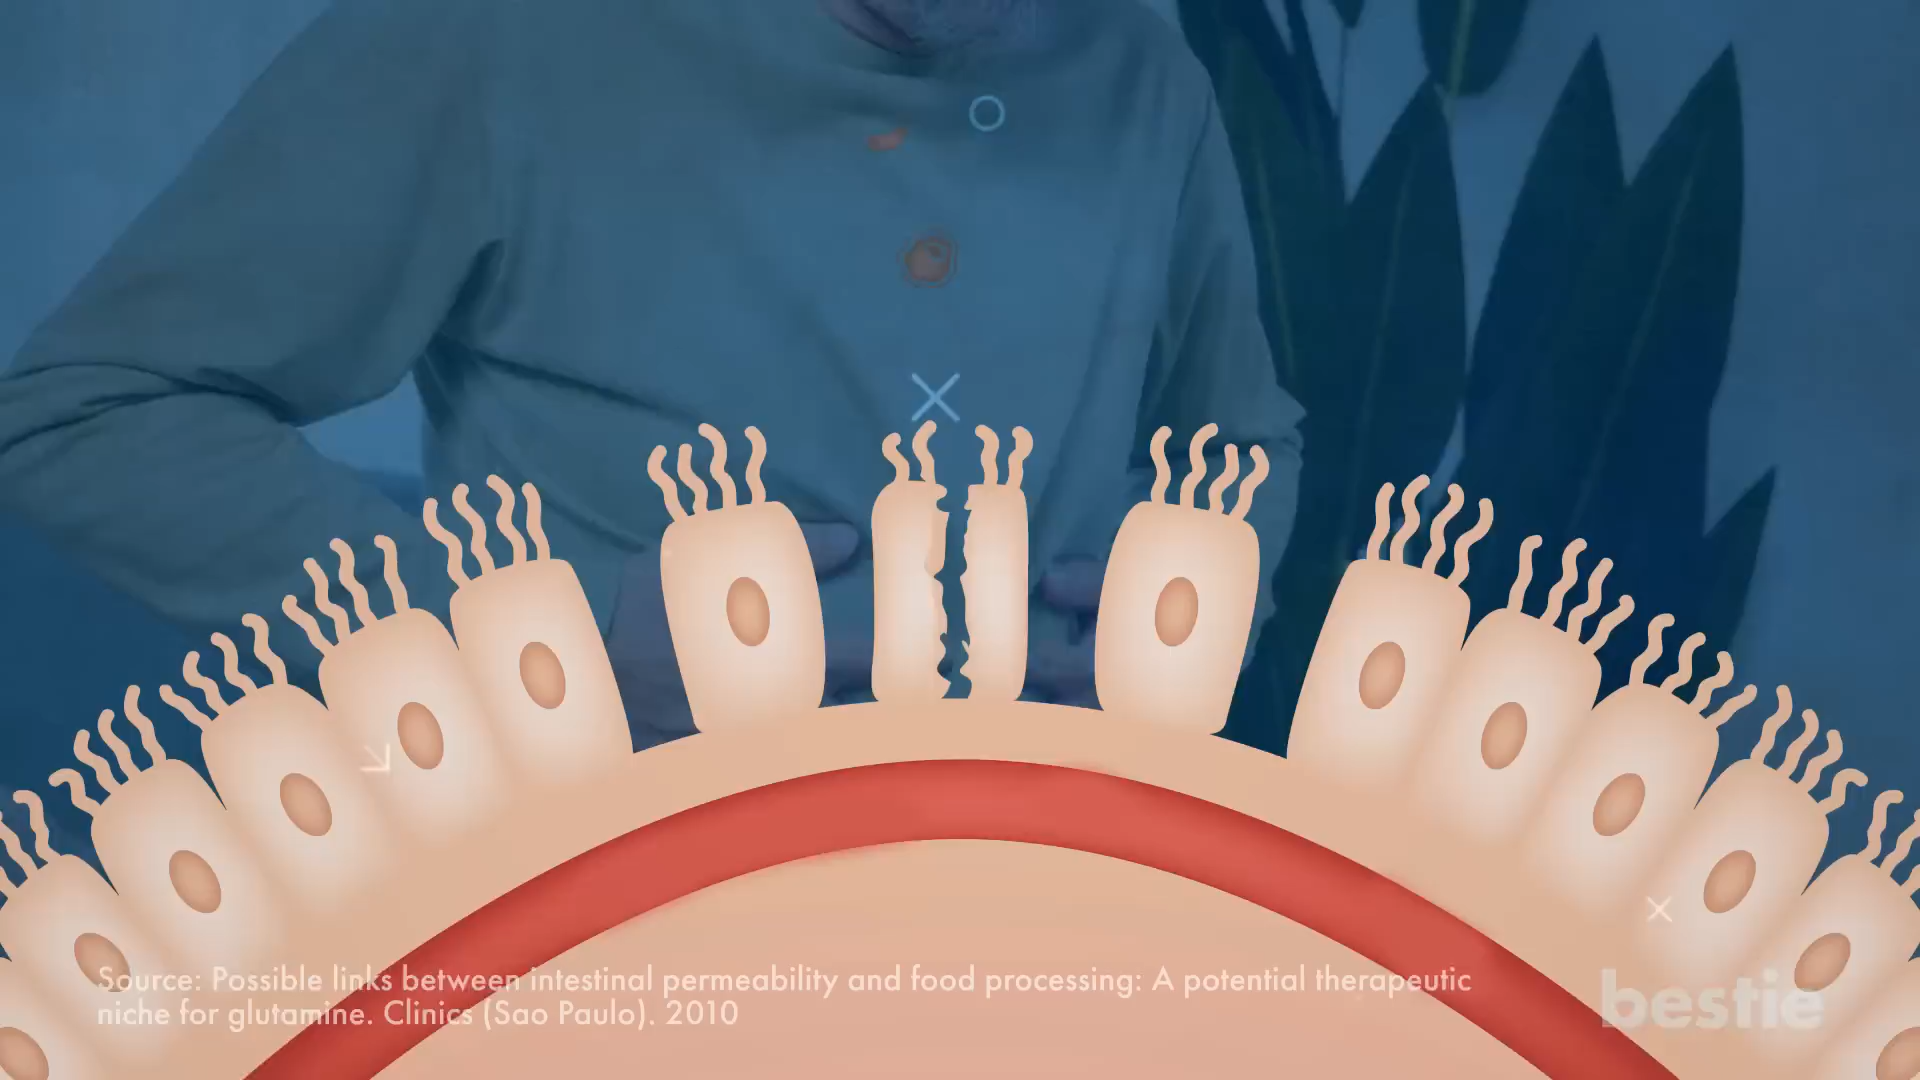 Source: Possible links between intestinal permeability and food processing: A potential therapeutic
niche for glutamine. Clinics (Sao Paulo). 2010
bestie